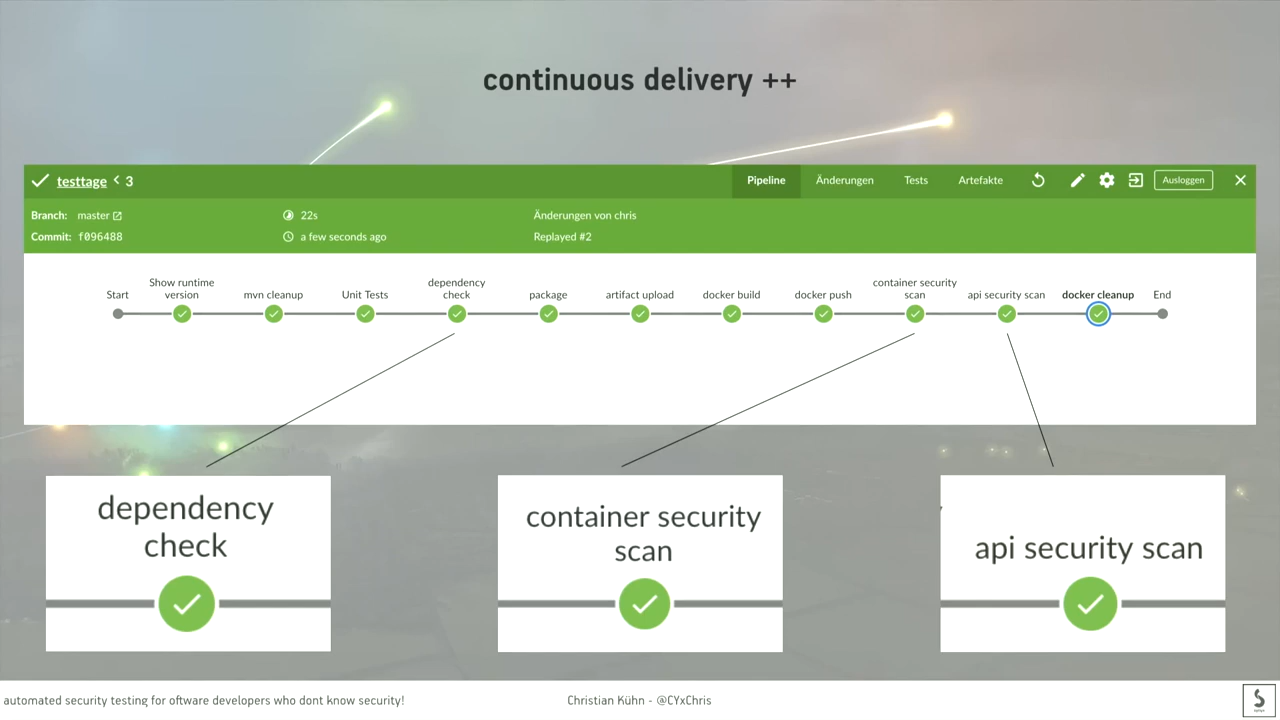 continuous delivery ++
testtage < 3
Pipeline
Änderungen
Tests
Artefakte
Ausloggen
Branch: master
22s
Änderungen von chris
Commit: f096488
a few seconds ago
Replayed #2
Start
Show runtime
version
mvn cleanup
Unit Tests
dependency
check
package
artifact upload
docker build
docker push
container security
scan
api security scan
docker cleanup
End
dependency
check
container security
scan
api security scan
automated security testing for oftware developers who dont know security!
Christian Kühn - @CYxChris